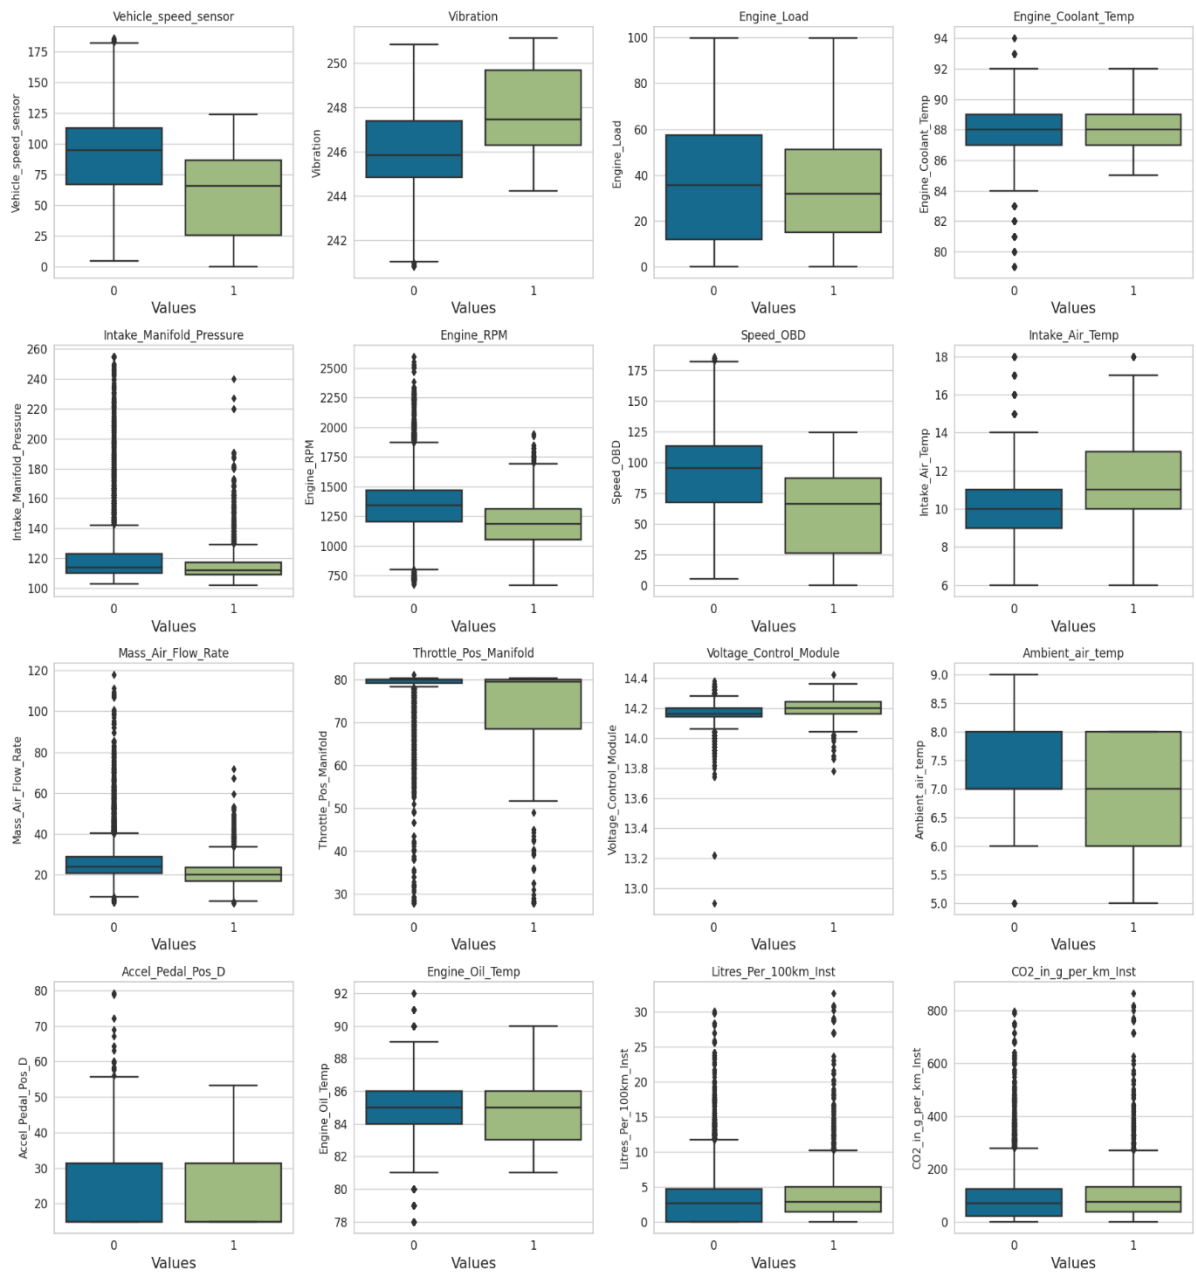 Vehicle_speed_sensor
Vehicle_speed_sensor
175
150
125
100
75
50
25
0
0 1
Values
Vibration
Vibration
250
248
246
244
242
0 1
Values
Engine_Load
Engine_Load
100
80
60
40
20
0
0 1
Values
Engine_Coolant_Temp
Engine_Coolant_Temp
94
92
90
88
86
84
82
80
0 1
Values
Intake_Manifold_Pressure
Intake_Manifold_Pressure
260
240
220
200
180
160
140
120
100
0 1
Values
Engine_RPM
Engine_RPM
2500
2250
2000
1750
1500
1250
1000
750
0 1
Values
Speed_OBD
Speed_OBD
175
150
125
100
75
50
25
0
0 1
Values
Intake_Air_Temp
Intake_Air_Temp
18
16
14
12
10
8
6
0 1
Values
Mass_Air_Flow_Rate
Mass_Air_Flow_Rate
120
100
80
60
40
20
0 1
Values
Throttle_Pos_Manifold
Throttle_Pos_Manifold
80
70
60
50
40
30
0 1
Values
Voltage_Control_Module
Voltage_Control_Module
14.4
14.2
14.0
13.8
13.6
13.4
13.2
13.0
0 1
Values
Ambient_air_temp
Ambient_air_temp
9.0
8.5
8.0
7.5
7.0
6.5
6.0
5.5
5.0
0 1
Values
Accel_Pedal_Pos_D
Accel_Pedal_Pos_D
80
70
60
50
40
30
20
0 1
Values
Engine_Oil_Temp
Engine_Oil_Temp
92
90
88
86
84
82
80
78
0 1
Values
Litres_Per_100km_Inst
Litres_Per_100km_Inst
30
25
20
15
10
5
0
0 1
Values
CO2_in_g_per_km_Inst
CO2_in_g_per_km_Inst
800
600
400
200
0
0 1
Values